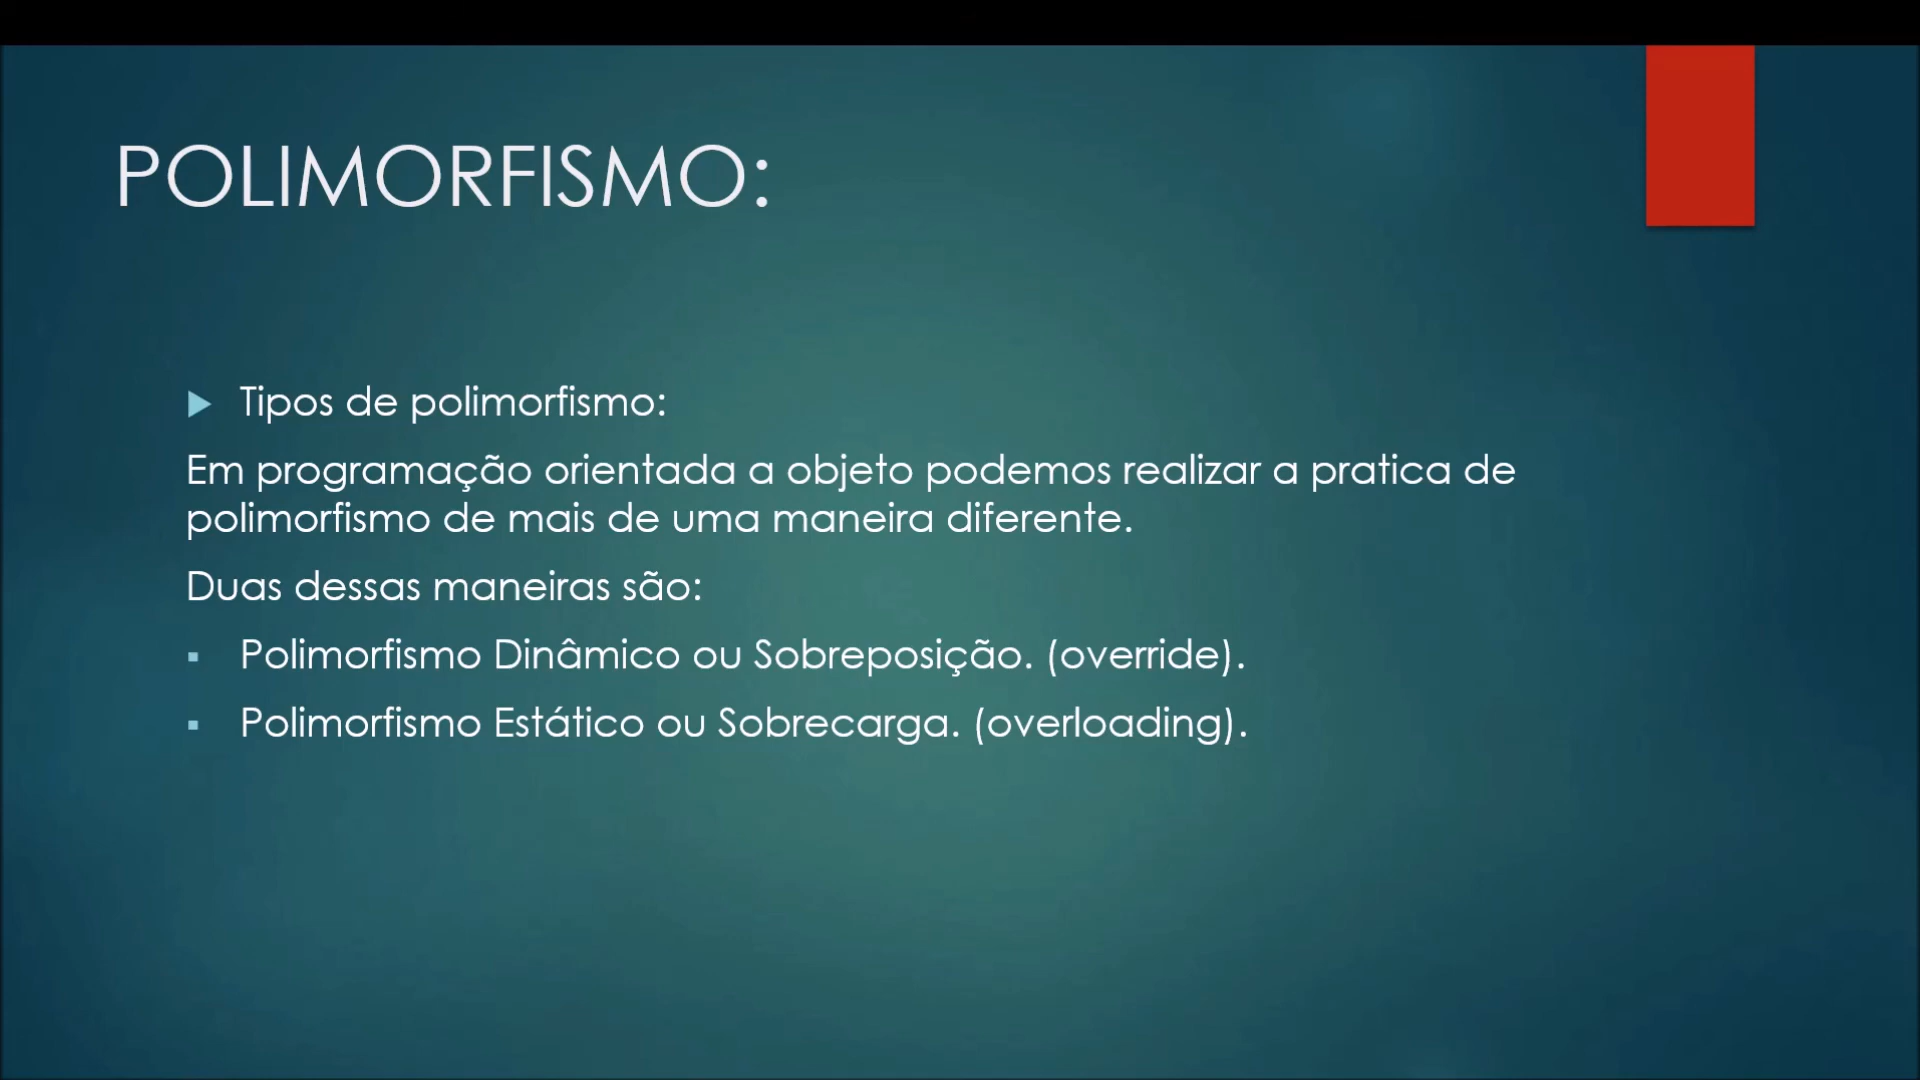 POLIMORFISMO:
Tipos de polimorfismo:
Em programação orientada a objeto podemos realizar a pratica de
polimorfismo de mais de uma maneira diferente.
Duas dessas maneiras são:
Polimorfismo Dinâmico ou Sobreposição. (override).
Polimorfismo Estático ou Sobrecarga. (overloading).